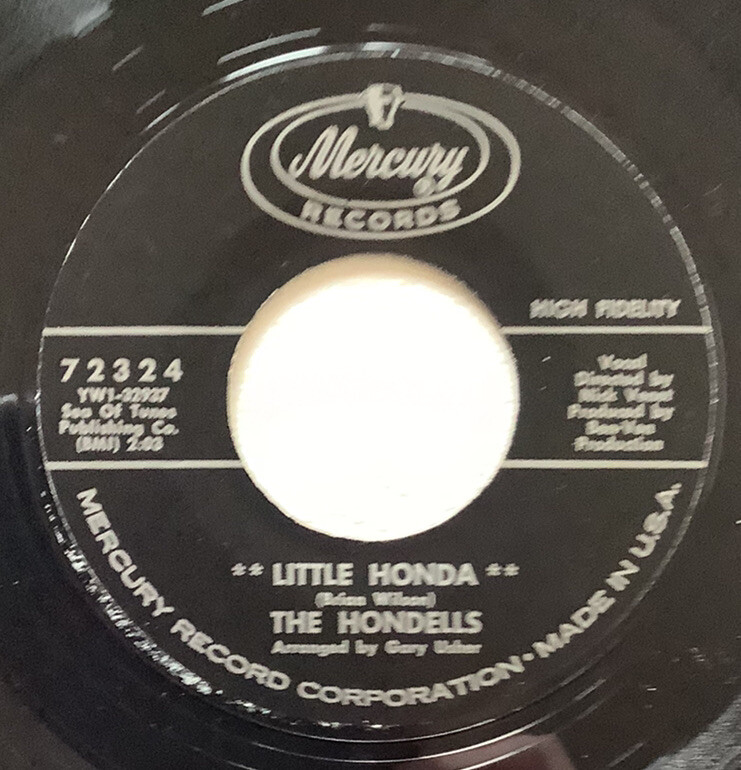 Mercury
®
RECORDS
HIGH FIDELITY
72324
YW1-32927
Sea Of Tunes
Publishing Co.
(BMI) 2:03
Vocal
Directed by
Nick Venet
Produced by
Bee-Vee
Production
** LITTLE HONDA **
(Brian Wilson)
THE HONDELLS
Arranged by Gary Usher
MERCURY RECORD CORPORATION • MADE IN U.S.A.